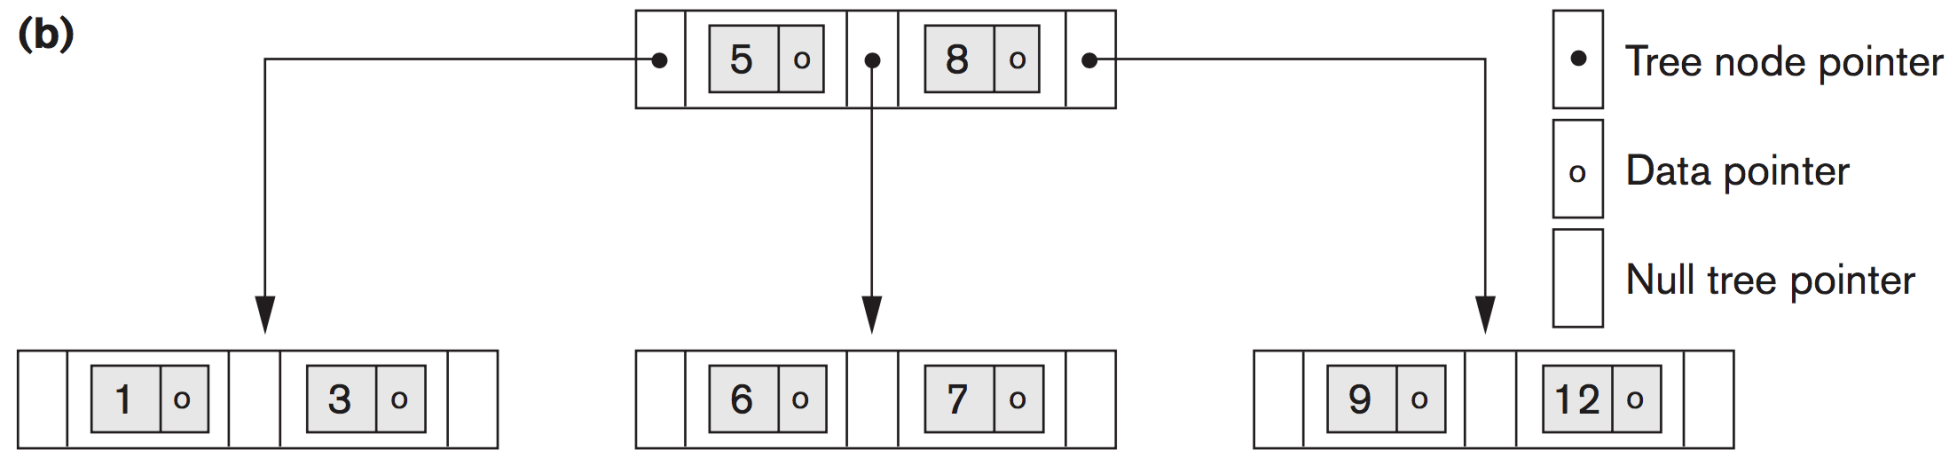 (b)
5 o 8 o
Tree node pointer
o Data pointer
Null tree pointer
1 o 3 o
6 o 7 o
9 o 12 o